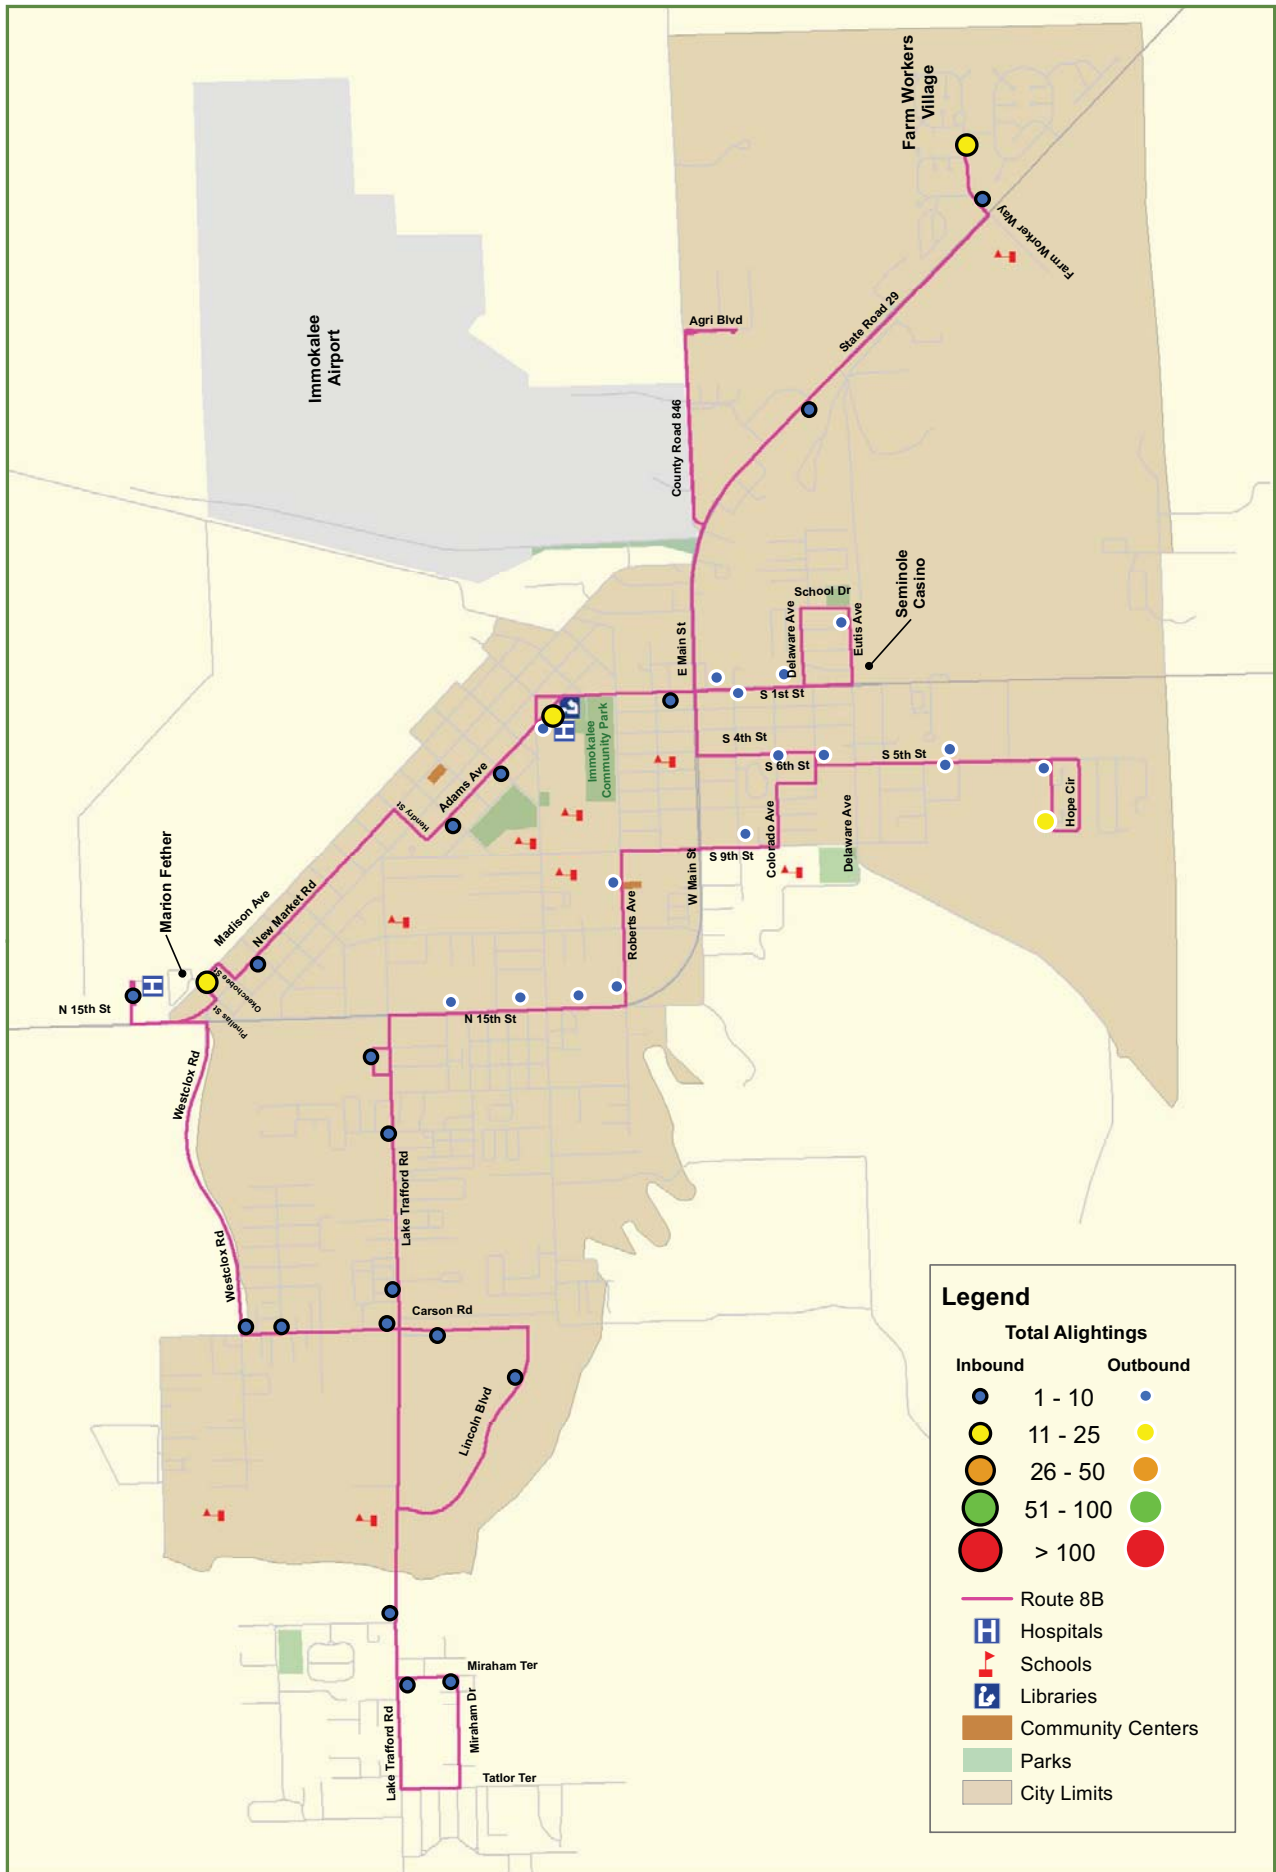 Farm Workers
Village
Farm Worker Way
State Road 29
Agri Blvd
Immokalee
Airport
County Road 846
Seminole
Casino
School Dr
Delaware Ave
Eutis Ave
E Main St
S 1st St
S 4th St
S 6th St
S 5th St
Immokalee
Community Park
Adams Ave
Hendry St
Hope Cir
Colorado Ave
Delaware Ave
S 9th St
W Main St
Roberts Ave
Marion Fether
Madison Ave
New Market Rd
Okeechobee St
Pinellas St
N 15th St
N 15th St
Westclox Rd
Westclox Rd
Lake Trafford Rd
Carson Rd
Lincoln Blvd
Miraham Ter
Miraham Dr
Lake Trafford Rd
Tatlor Ter
Legend
Total Alightings
Inbound Outbound
1 - 10
11 - 25
26 - 50
51 - 100
> 100
Route 8B
H Hospitals
Schools
Libraries
Community Centers
Parks
City Limits
H
H